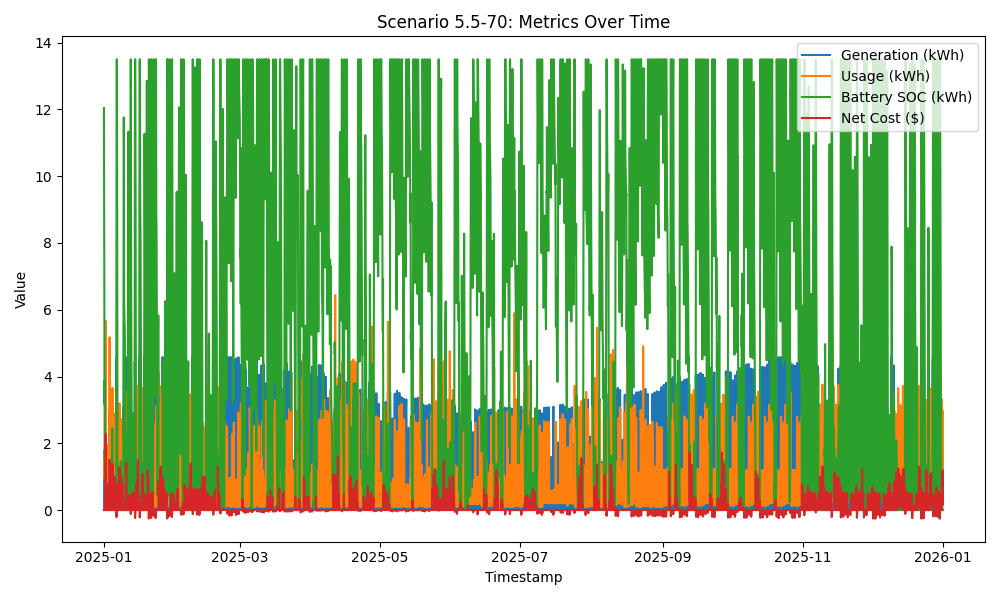 Scenario 5.5-70: Metrics Over Time
Generation (kWh)
Usage (kWh)
Battery SOC (kWh)
Net Cost ($)
14
12
10
8
6
4
2
0
Value
2025-01
2025-03
2025-05
2025-07
2025-09
2025-11
2026-01
Timestamp